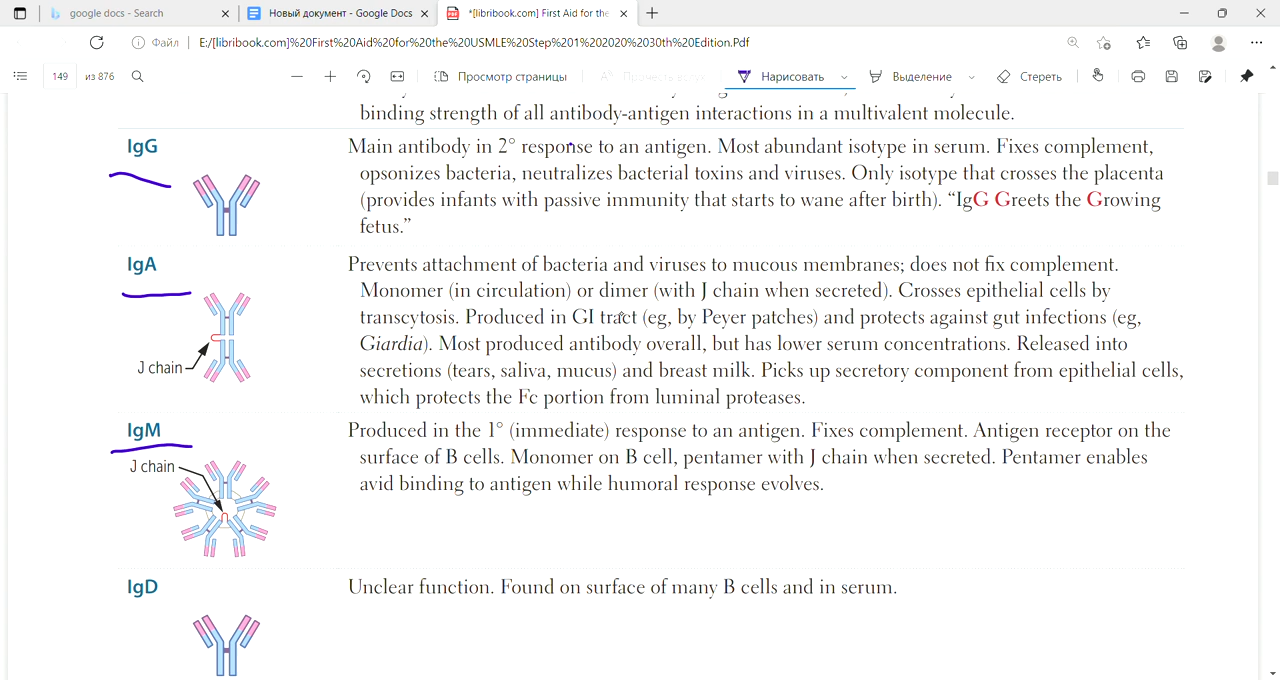 google docs - Search
Новый документ - Google Docs
*[libribook.com] First Aid for the
Файл
E:/[libribook.com]%20First%20Aid%20for%20the%20USMLE%20Step%201%202020%2030th%20Edition.Pdf
149 из 876
Просмотр страницы
Прочесть вслух
Нарисовать
Выделение
Стереть
binding strength of all antibody-antigen interactions in a multivalent molecule.
IgG
Main antibody in 2° response to an antigen. Most abundant isotype in serum. Fixes complement,
opsonizes bacteria, neutralizes bacterial toxins and viruses. Only isotype that crosses the placenta
(provides infants with passive immunity that starts to wane after birth). “IgG Greets the Growing
fetus.”
IgA
Prevents attachment of bacteria and viruses to mucous membranes; does not fix complement.
Monomer (in circulation) or dimer (with J chain when secreted). Crosses epithelial cells by
transcytosis. Produced in GI tract (eg, by Peyer patches) and protects against gut infections (eg,
Giardia). Most produced antibody overall, but has lower serum concentrations. Released into
secretions (tears, saliva, mucus) and breast milk. Picks up secretory component from epithelial cells,
which protects the Fc portion from luminal proteases.
J chain
IgM
Produced in the 1° (immediate) response to an antigen. Fixes complement. Antigen receptor on the
surface of B cells. Monomer on B cell, pentamer with J chain when secreted. Pentamer enables
avid binding to antigen while humoral response evolves.
J chain
IgD
Unclear function. Found on surface of many B cells and in serum.